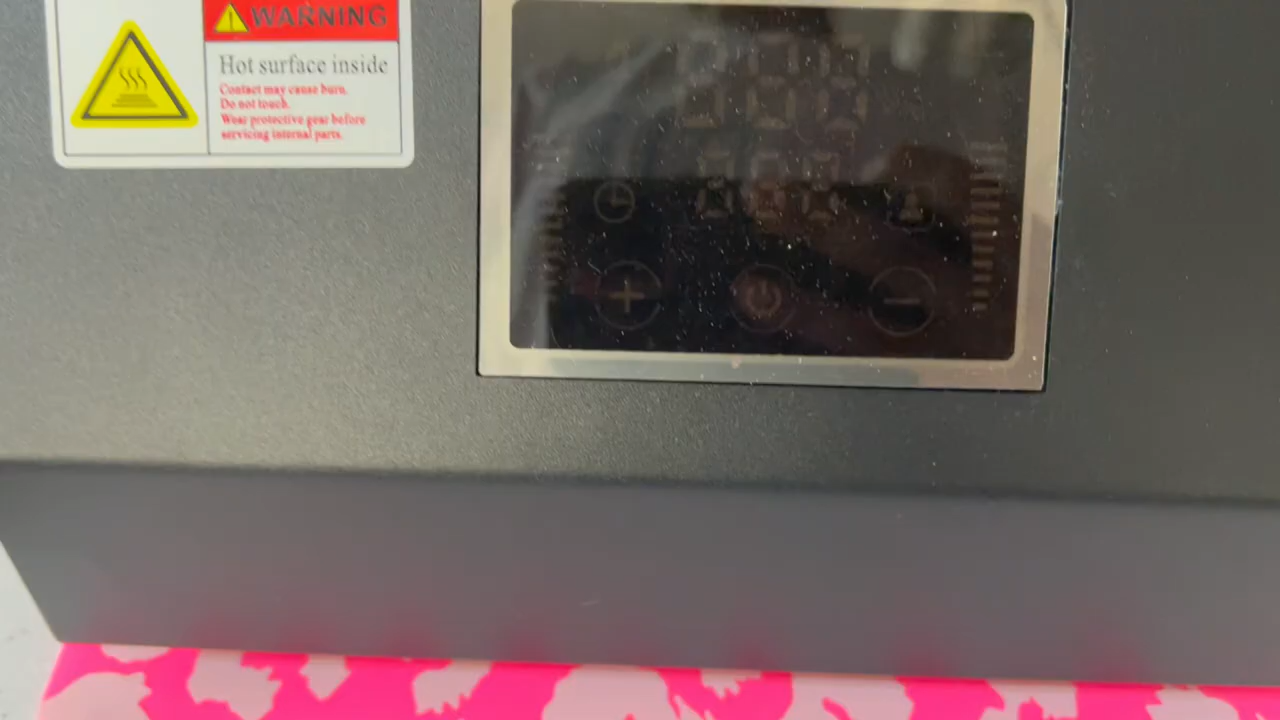 WARNING
Hot surface inside
Contact may cause burn.
Do not touch.
Wear protective gear before
servicing internal parts.